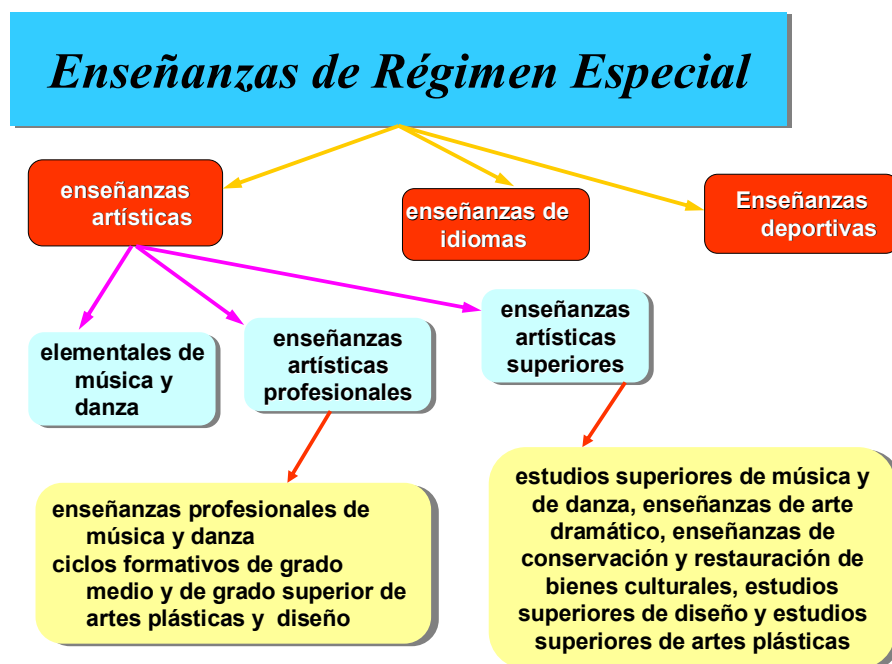 Enseñanzas de Régimen Especial
enseñanzas
artísticas
enseñanzas de
idiomas
Enseñanzas
deportivas
elementales de
música y
danza
enseñanzas
artísticas
profesionales
enseñanzas
artísticas
superiores
enseñanzas profesionales de
música y danza
ciclos formativos de grado
medio y de grado superior de
artes plásticas y diseño
estudios superiores de música y
de danza, enseñanzas de arte
dramático, enseñanzas de
conservación y restauración de
bienes culturales, estudios
superiores de diseño y estudios
superiores de artes plásticas